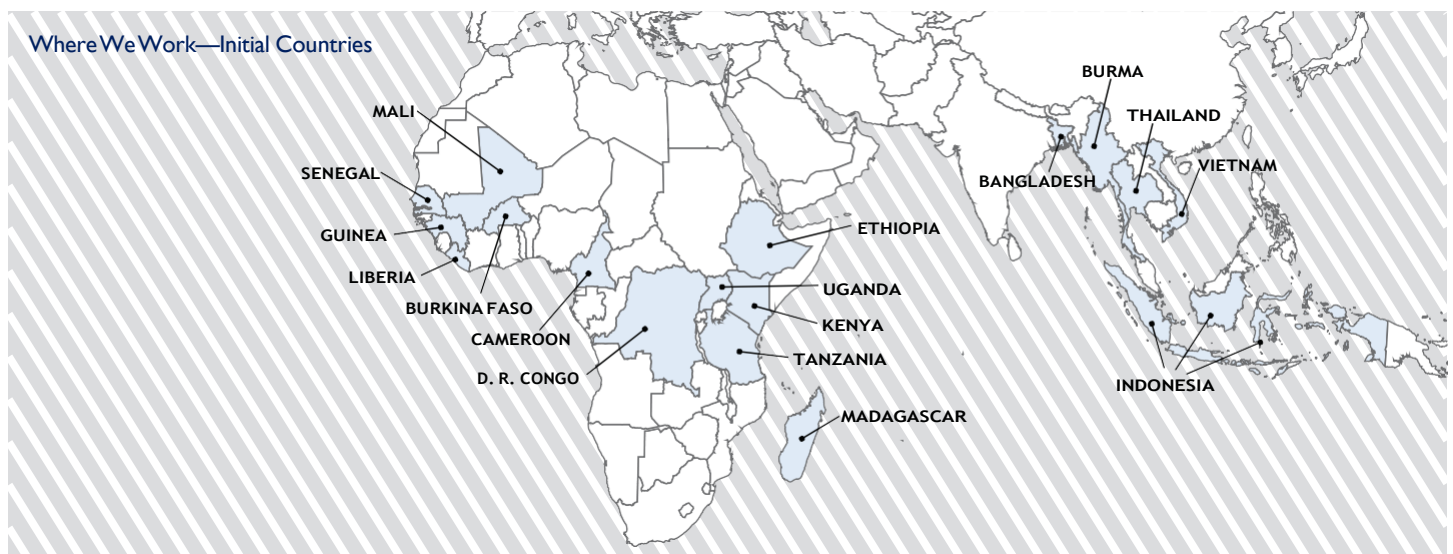 Where We Work—Initial Countries
BURMA
MALI
THAILAND
SENEGAL
VIETNAM
BANGLADESH
ETHIOPIA
GUINEA
LIBERIA
UGANDA
BURKINA FASO
KENYA
CAMEROON
TANZANIA
D. R. CONGO
INDONESIA
MADAGASCAR